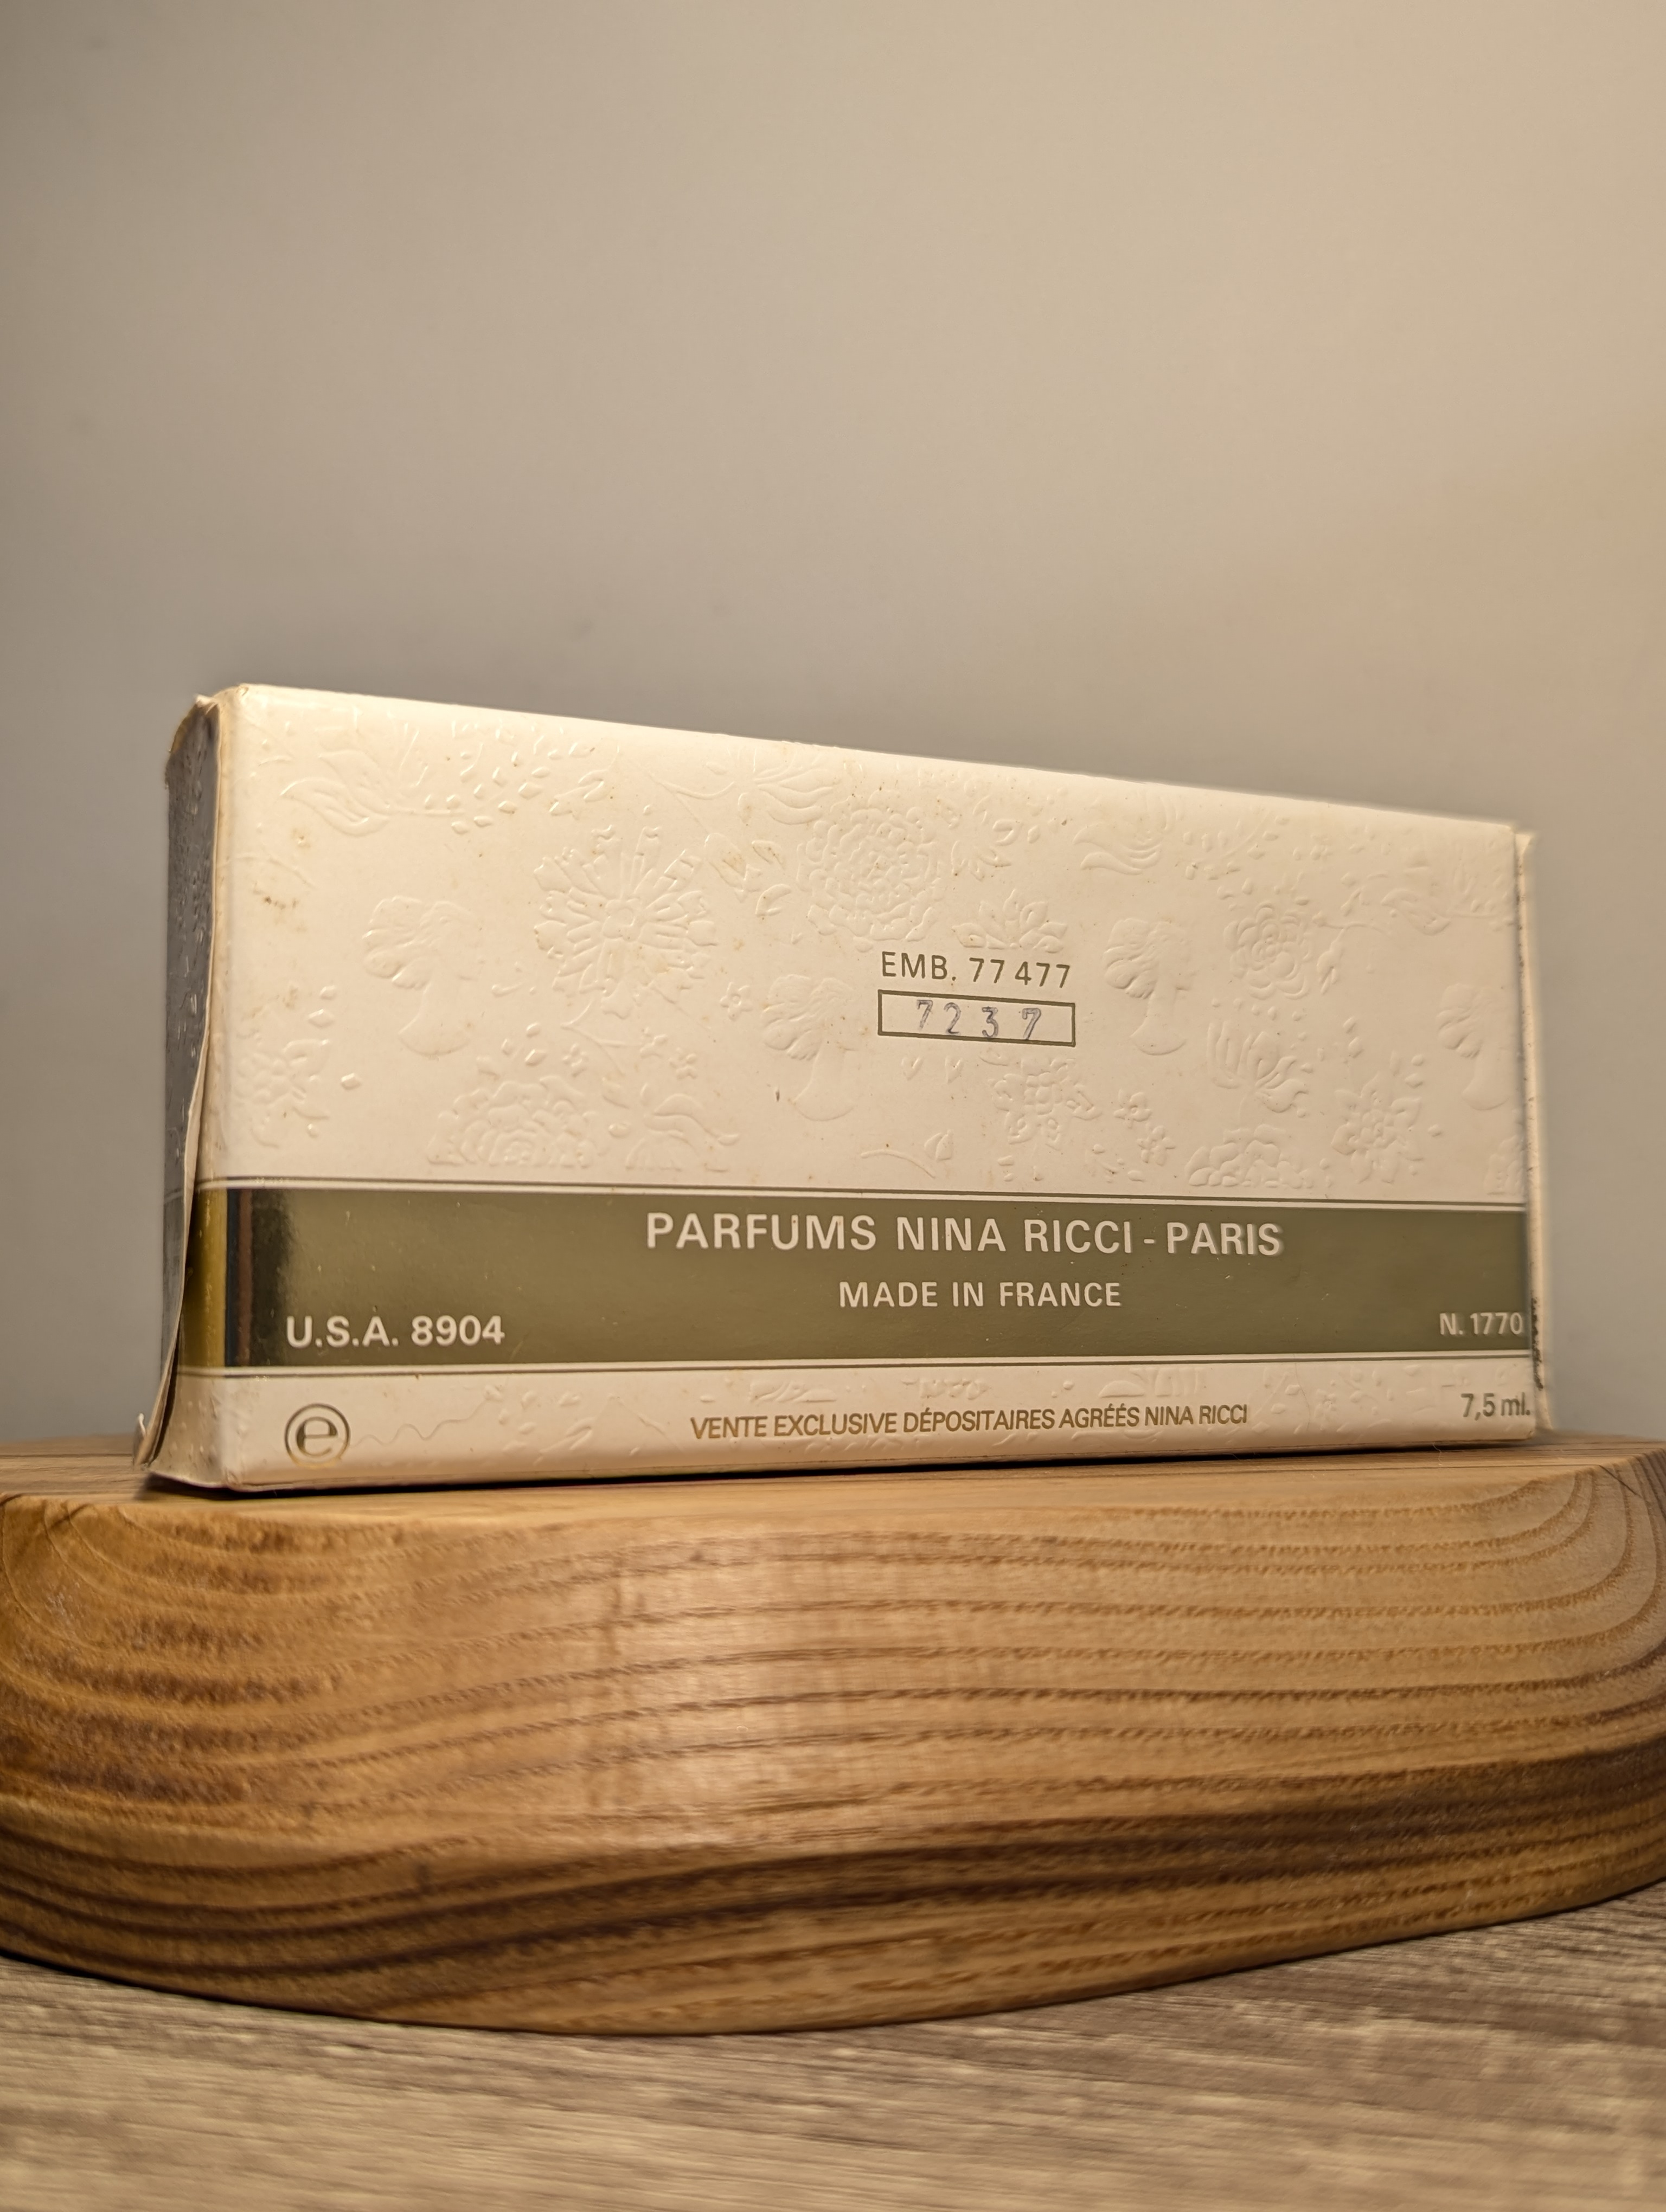 EMB. 77 477
7237
PARFUMS NINA RICCI - PARIS
MADE IN FRANCE
U.S.A. 8904
N. 1770
℮
VENTE EXCLUSIVE DÉPOSITAIRES AGRÉÉS NINA RICCI
7,5 ml.